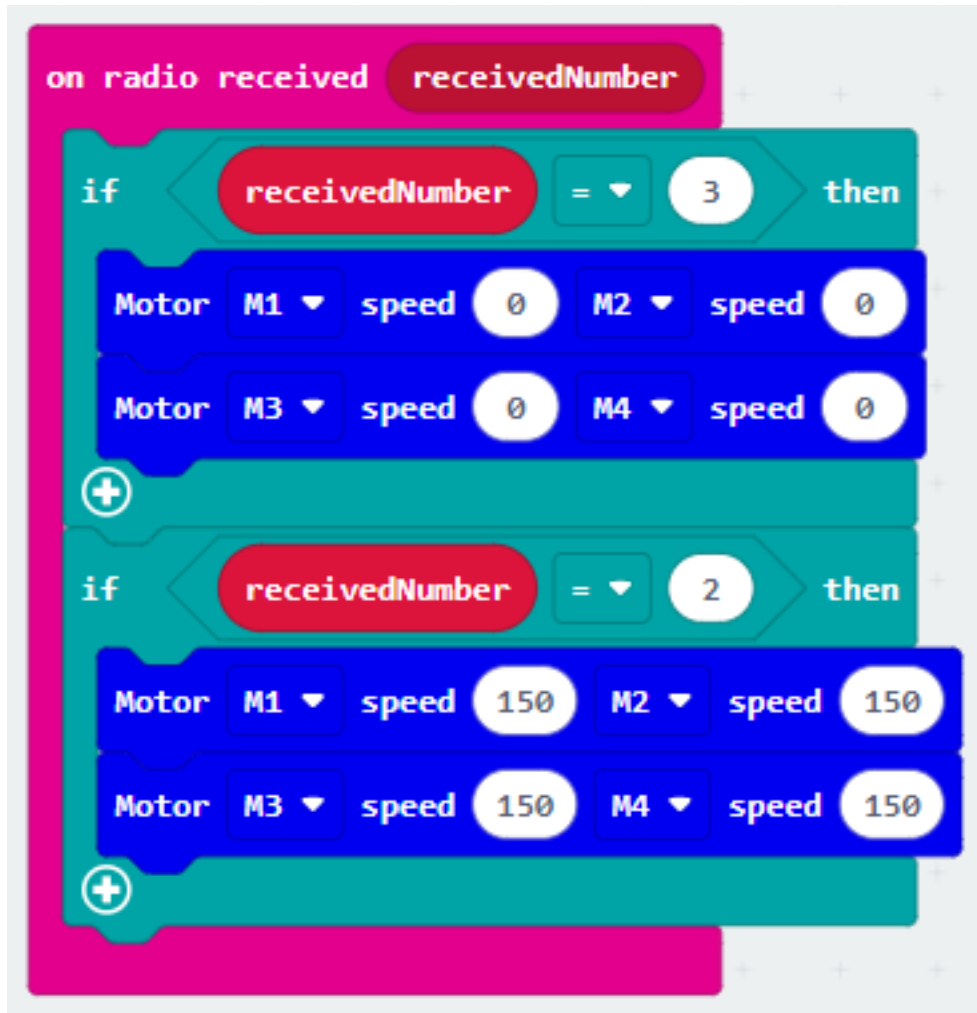 on radio received receivedNumber
if receivedNumber = 3 then
Motor M1 speed 0 M2 speed 0
Motor M3 speed 0 M4 speed 0
if receivedNumber = 2 then
Motor M1 speed 150 M2 speed 150
Motor M3 speed 150 M4 speed 150